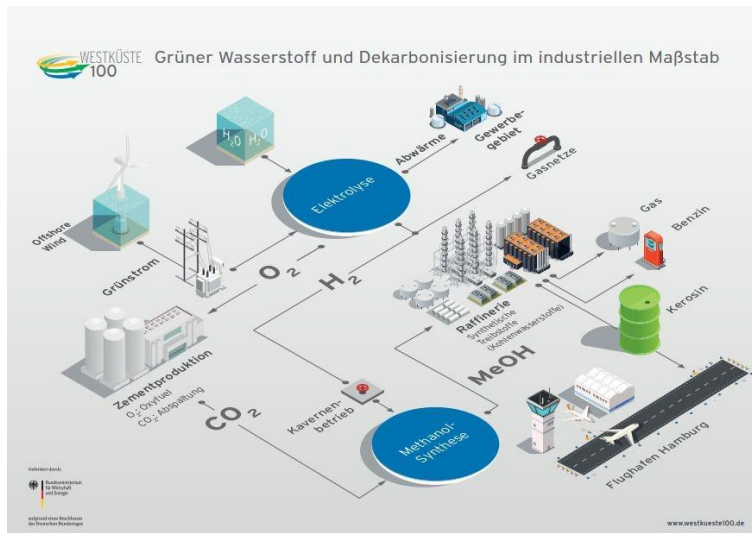 WESTKÜSTE
100
Grüner Wasserstoff und Dekarbonisierung im industriellen Maßstab
H₂O H₂O
Elektrolyse
Abwärme
Gewerbe-
gebiet
Gasnetze
Offshore
Wind
Grünstrom
O₂
H₂
Gas
Benzin
Kerosin
Raffinerie
Synthetische
Treibstoffe
(Kohlenwasserstoffe)
MeOH
Zementproduktion
O₂-Oxyfuel
CO₂-Abspaltung
CO₂
Kavernen-
betrieb
Methanol-
Synthese
Flughafen Hamburg
Gefördert durch:
Bundesministerium
für Wirtschaft
und Energie
aufgrund eines Beschlusses
des Deutschen Bundestages
www.westkueste100.de